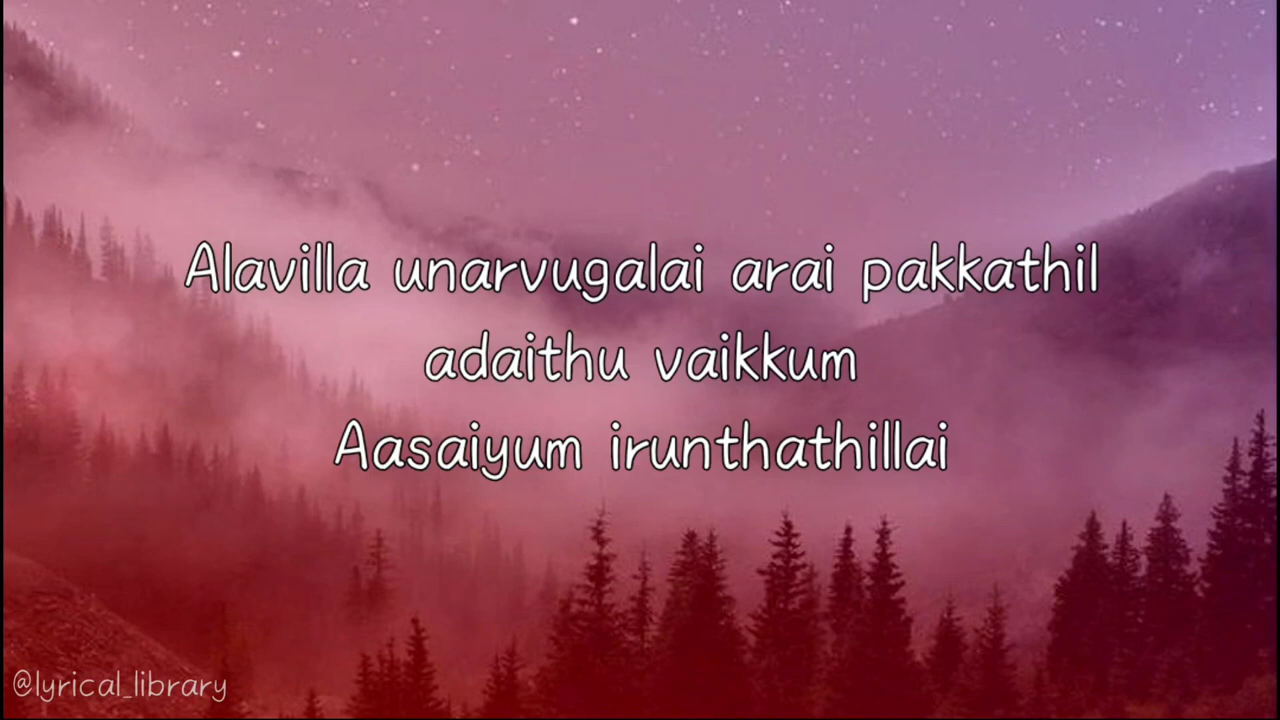 Alavilla unarvugalai arai pakkathil
adaithu vaikkum
Aasaiyum irunthathillai
@lyrical_library